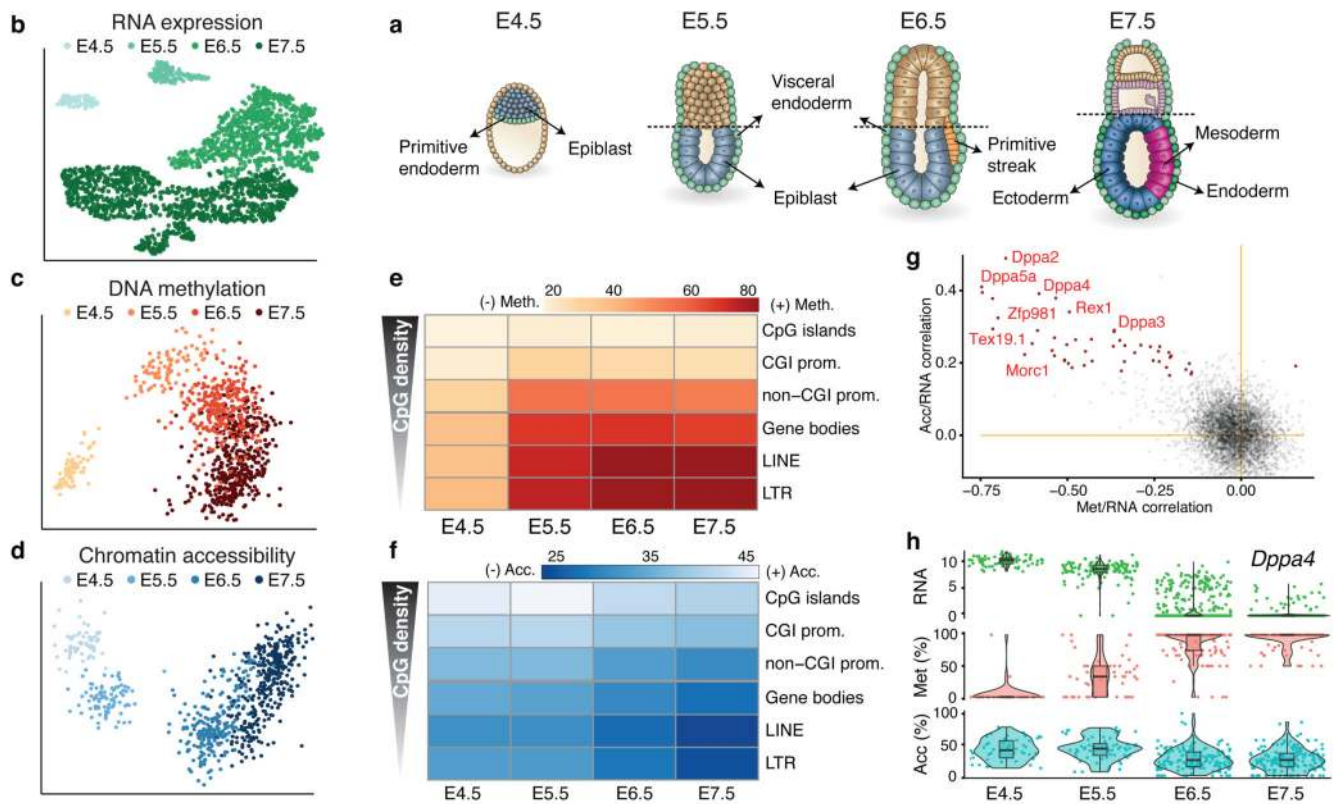 b
RNA expression
E4.5 E5.5 E6.5 E7.5
a
E4.5
E5.5
E6.5
E7.5
Primitive
endoderm
Epiblast
Visceral
endoderm
Epiblast
Primitive
streak
Ectoderm
Mesoderm
Endoderm
c
DNA methylation
E4.5 E5.5 E6.5 E7.5
d
Chromatin accessibility
E4.5 E5.5 E6.5 E7.5
e
(-) Meth. 20 40 60 80 (+) Meth.
CpG density
CpG islands
CGI prom.
non−CGI prom.
Gene bodies
LINE
LTR
E4.5 E5.5 E6.5 E7.5
f
(-) Acc. 25 35 45 (+) Acc.
CpG density
CpG islands
CGI prom.
non−CGI prom.
Gene bodies
LINE
LTR
E4.5 E5.5 E6.5 E7.5
g
Acc/RNA correlation
0.4
0.2
0.0
Dppa2
Dppa5a
Dppa4
Zfp981
Rex1
Dppa3
Tex19.1
Morc1
−0.75 −0.50 −0.25 0.00
Met/RNA correlation
h
Dppa4
RNA
10
5
0
Met (%)
100
50
0
Acc (%)
100
50
0
E4.5 E5.5 E6.5 E7.5